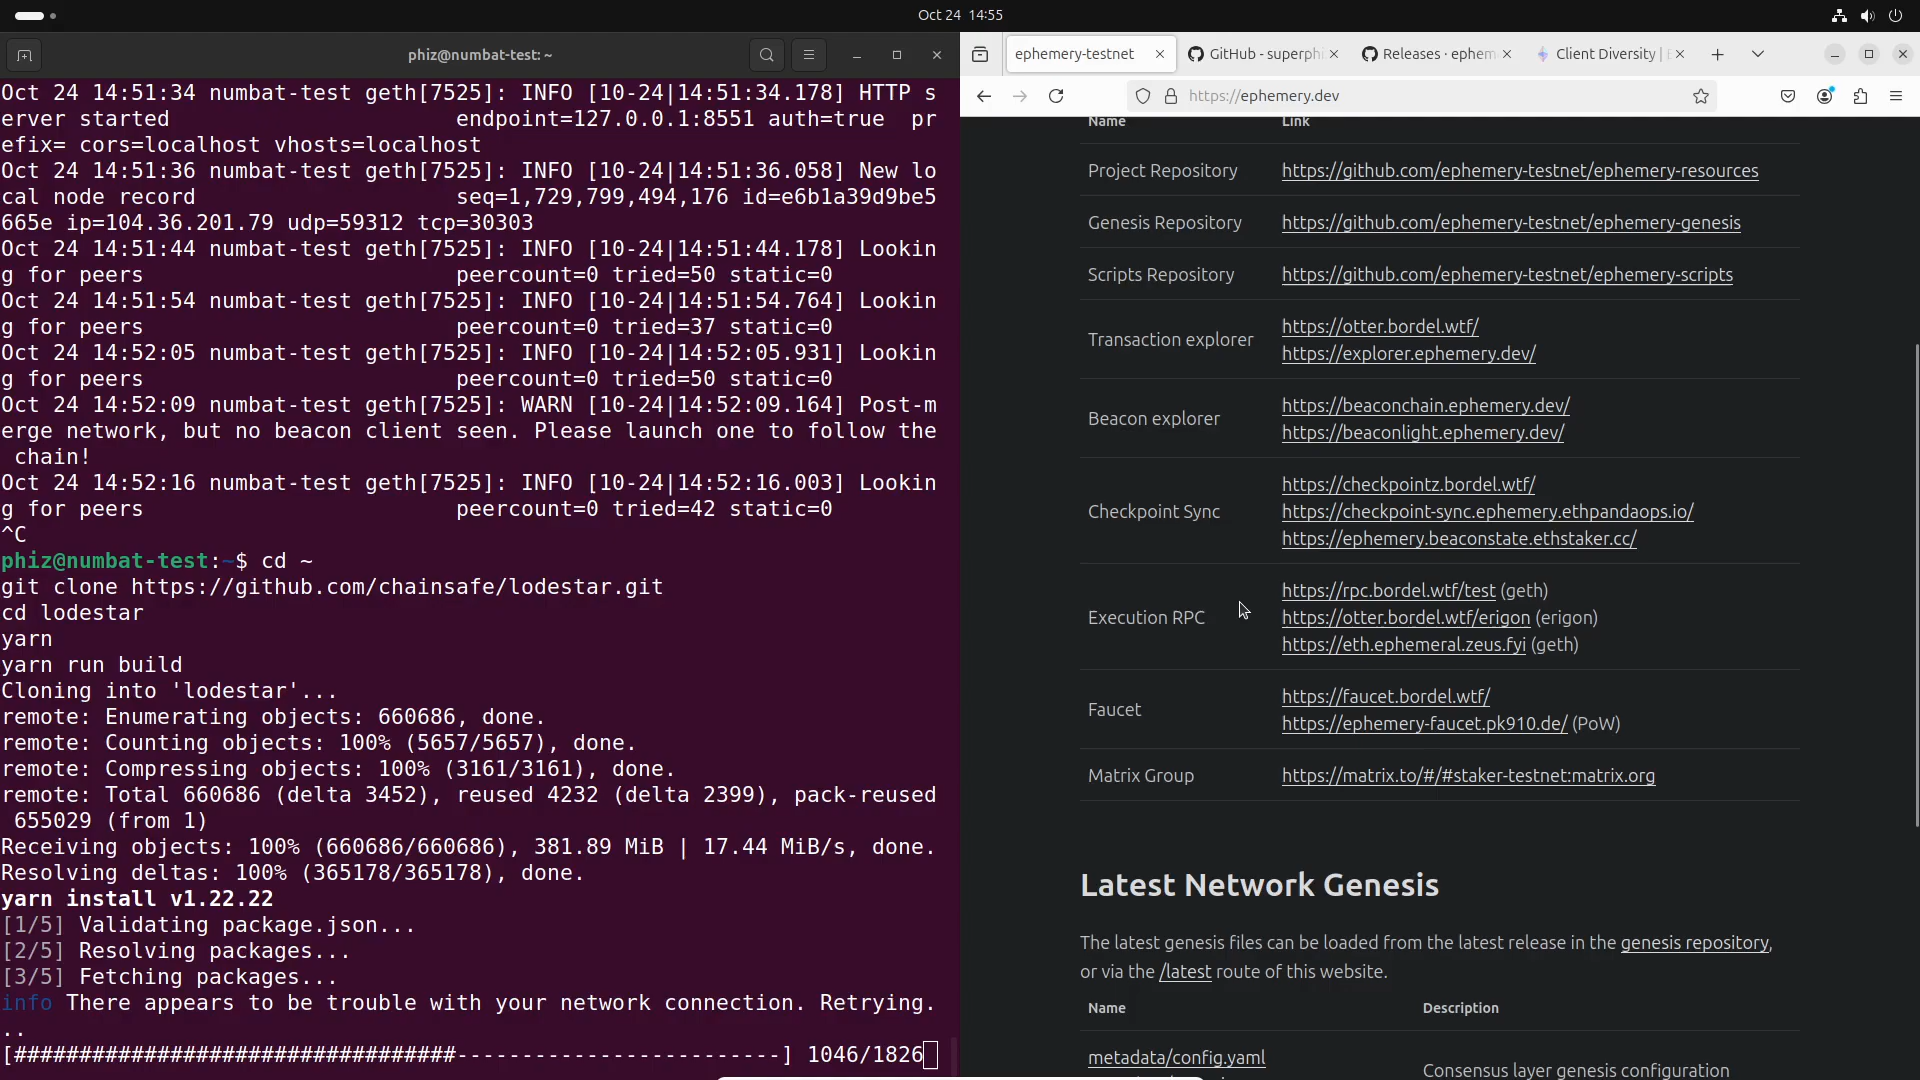 Oct 24 14:55
phiz@numbat-test: ~
Oct 24 14:51:34 numbat-test geth[7525]: INFO [10-24|14:51:34.178] HTTP s
erver started                      endpoint=127.0.0.1:8551 auth=true  pr
efix= cors=localhost vhosts=localhost
Oct 24 14:51:36 numbat-test geth[7525]: INFO [10-24|14:51:36.058] New lo
cal node record                    seq=1,729,799,494,176 id=e6b1a39d9be5
665e ip=104.36.201.79 udp=59312 tcp=30303
Oct 24 14:51:44 numbat-test geth[7525]: INFO [10-24|14:51:44.178] Lookin
g for peers                        peercount=0 tried=50 static=0
Oct 24 14:51:54 numbat-test geth[7525]: INFO [10-24|14:51:54.764] Lookin
g for peers                        peercount=0 tried=37 static=0
Oct 24 14:52:05 numbat-test geth[7525]: INFO [10-24|14:52:05.931] Lookin
g for peers                        peercount=0 tried=50 static=0
Oct 24 14:52:09 numbat-test geth[7525]: WARN [10-24|14:52:09.164] Post-m
erge network, but no beacon client seen. Please launch one to follow the
 chain!
Oct 24 14:52:16 numbat-test geth[7525]: INFO [10-24|14:52:16.003] Lookin
g for peers                        peercount=0 tried=42 static=0
^C
phiz@numbat-test:~$ cd ~
git clone https://github.com/chainsafe/lodestar.git
cd lodestar
yarn
yarn run build
Cloning into 'lodestar'...
remote: Enumerating objects: 660686, done.
remote: Counting objects: 100% (5657/5657), done.
remote: Compressing objects: 100% (3161/3161), done.
remote: Total 660686 (delta 3452), reused 4232 (delta 2399), pack-reused
 655029 (from 1)
Receiving objects: 100% (660686/660686), 381.89 MiB | 17.44 MiB/s, done.
Resolving deltas: 100% (365178/365178), done.
yarn install v1.22.22
[1/5] Validating package.json...
[2/5] Resolving packages...
[3/5] Fetching packages...
info There appears to be trouble with your network connection. Retrying.
..
[##################################-------------------------] 1046/1826
ephemery-testnet
GitHub - superphi
Releases · ephem
Client Diversity |
https://ephemery.dev
Name Link
Project Repository https://github.com/ephemery-testnet/ephemery-resources
Genesis Repository https://github.com/ephemery-testnet/ephemery-genesis
Scripts Repository https://github.com/ephemery-testnet/ephemery-scripts
Transaction explorer https://otter.bordel.wtf/
https://explorer.ephemery.dev/
Beacon explorer https://beaconchain.ephemery.dev/
https://beaconlight.ephemery.dev/
Checkpoint Sync https://checkpointz.bordel.wtf/
https://checkpoint-sync.ephemery.ethpandaops.io/
https://ephemery.beaconstate.ethstaker.cc/
Execution RPC https://rpc.bordel.wtf/test (geth)
https://otter.bordel.wtf/erigon (erigon)
https://eth.ephemeral.zeus.fyi (geth)
Faucet https://faucet.bordel.wtf/
https://ephemery-faucet.pk910.de/ (PoW)
Matrix Group https://matrix.to/#/#staker-testnet:matrix.org
Latest Network Genesis
The latest genesis files can be loaded from the latest release in the genesis repository,
or via the /latest route of this website.
Name Description
metadata/config.yaml
Consensus layer genesis configuration